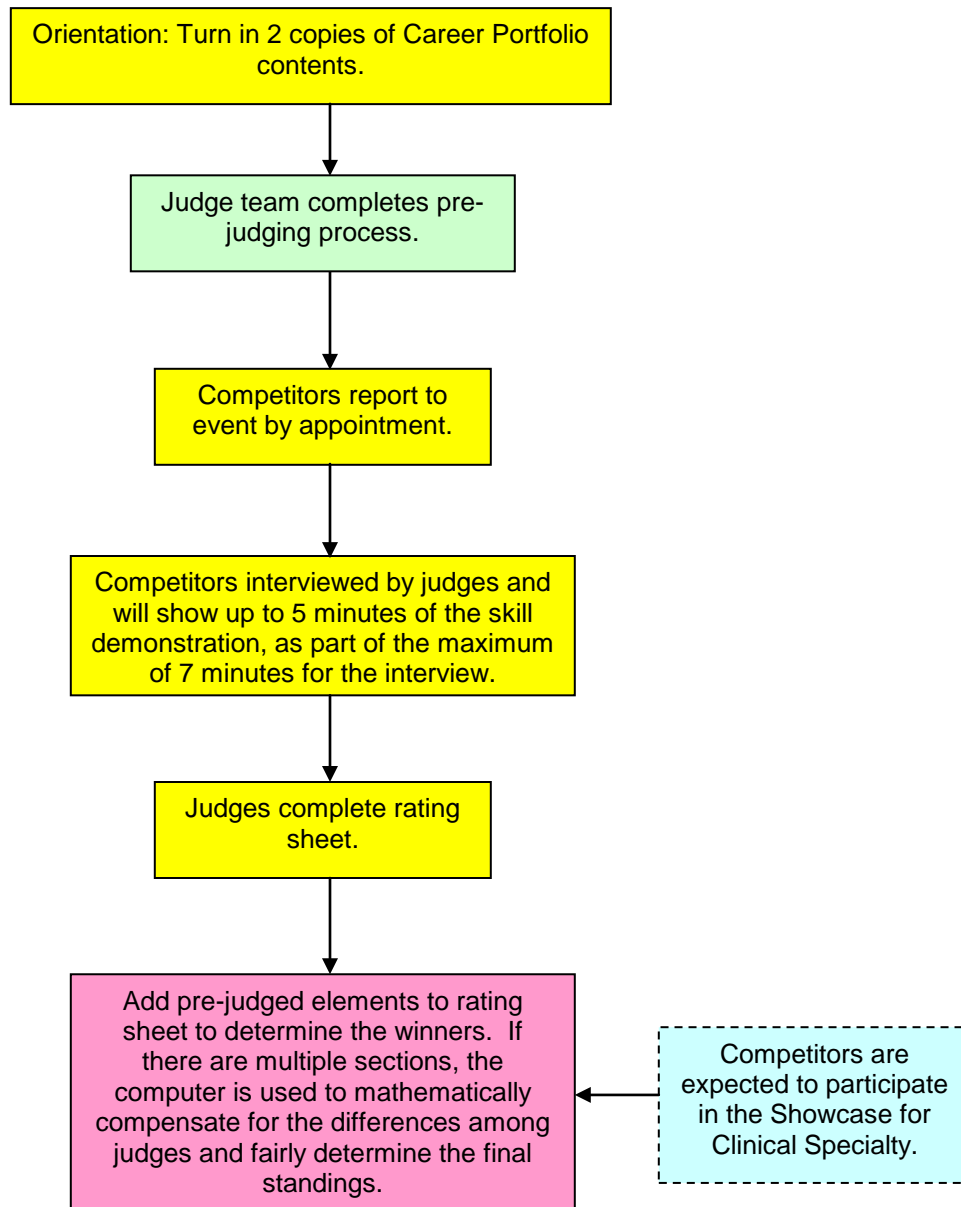 Orientation: Turn in 2 copies of Career Portfolio
contents.
Judge team completes pre-
judging process.
Competitors report to
event by appointment.
Competitors interviewed by judges and
will show up to 5 minutes of the skill
demonstration, as part of the maximum
of 7 minutes for the interview.
Judges complete rating
sheet.
Add pre-judged elements to rating
sheet to determine the winners.  If
there are multiple sections, the
computer is used to mathematically
compensate for the differences among
judges and fairly determine the final
standings.
Competitors are
expected to participate
in the Showcase for
Clinical Specialty.